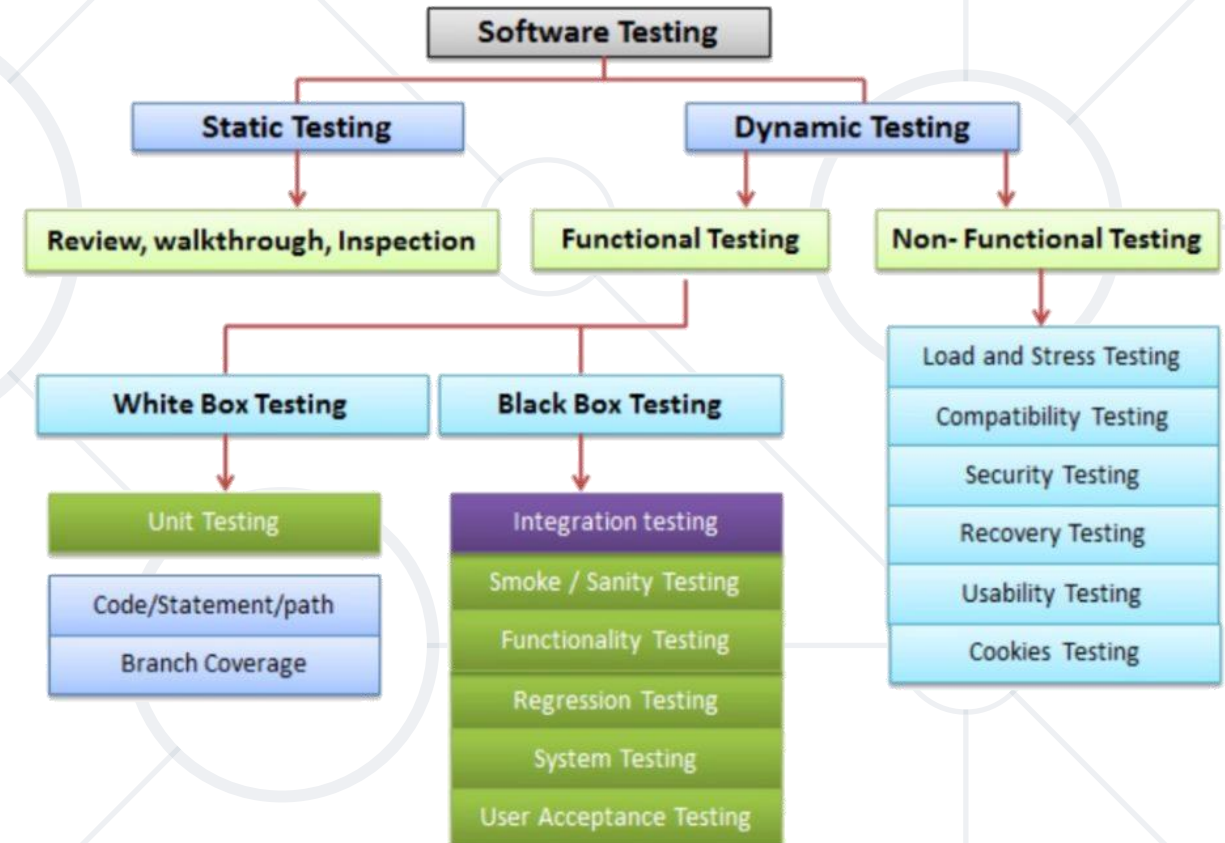 Software Testing
Static Testing
Dynamic Testing
Review, walkthrough, Inspection
Functional Testing
Non- Functional Testing
White Box Testing
Black Box Testing
Unit Testing
Code/Statement/path
Branch Coverage
Integration testing
Smoke / Sanity Testing
Functionality Testing
Regression Testing
System Testing
User Acceptance Testing
Load and Stress Testing
Compatibility Testing
Security Testing
Recovery Testing
Usability Testing
Cookies Testing